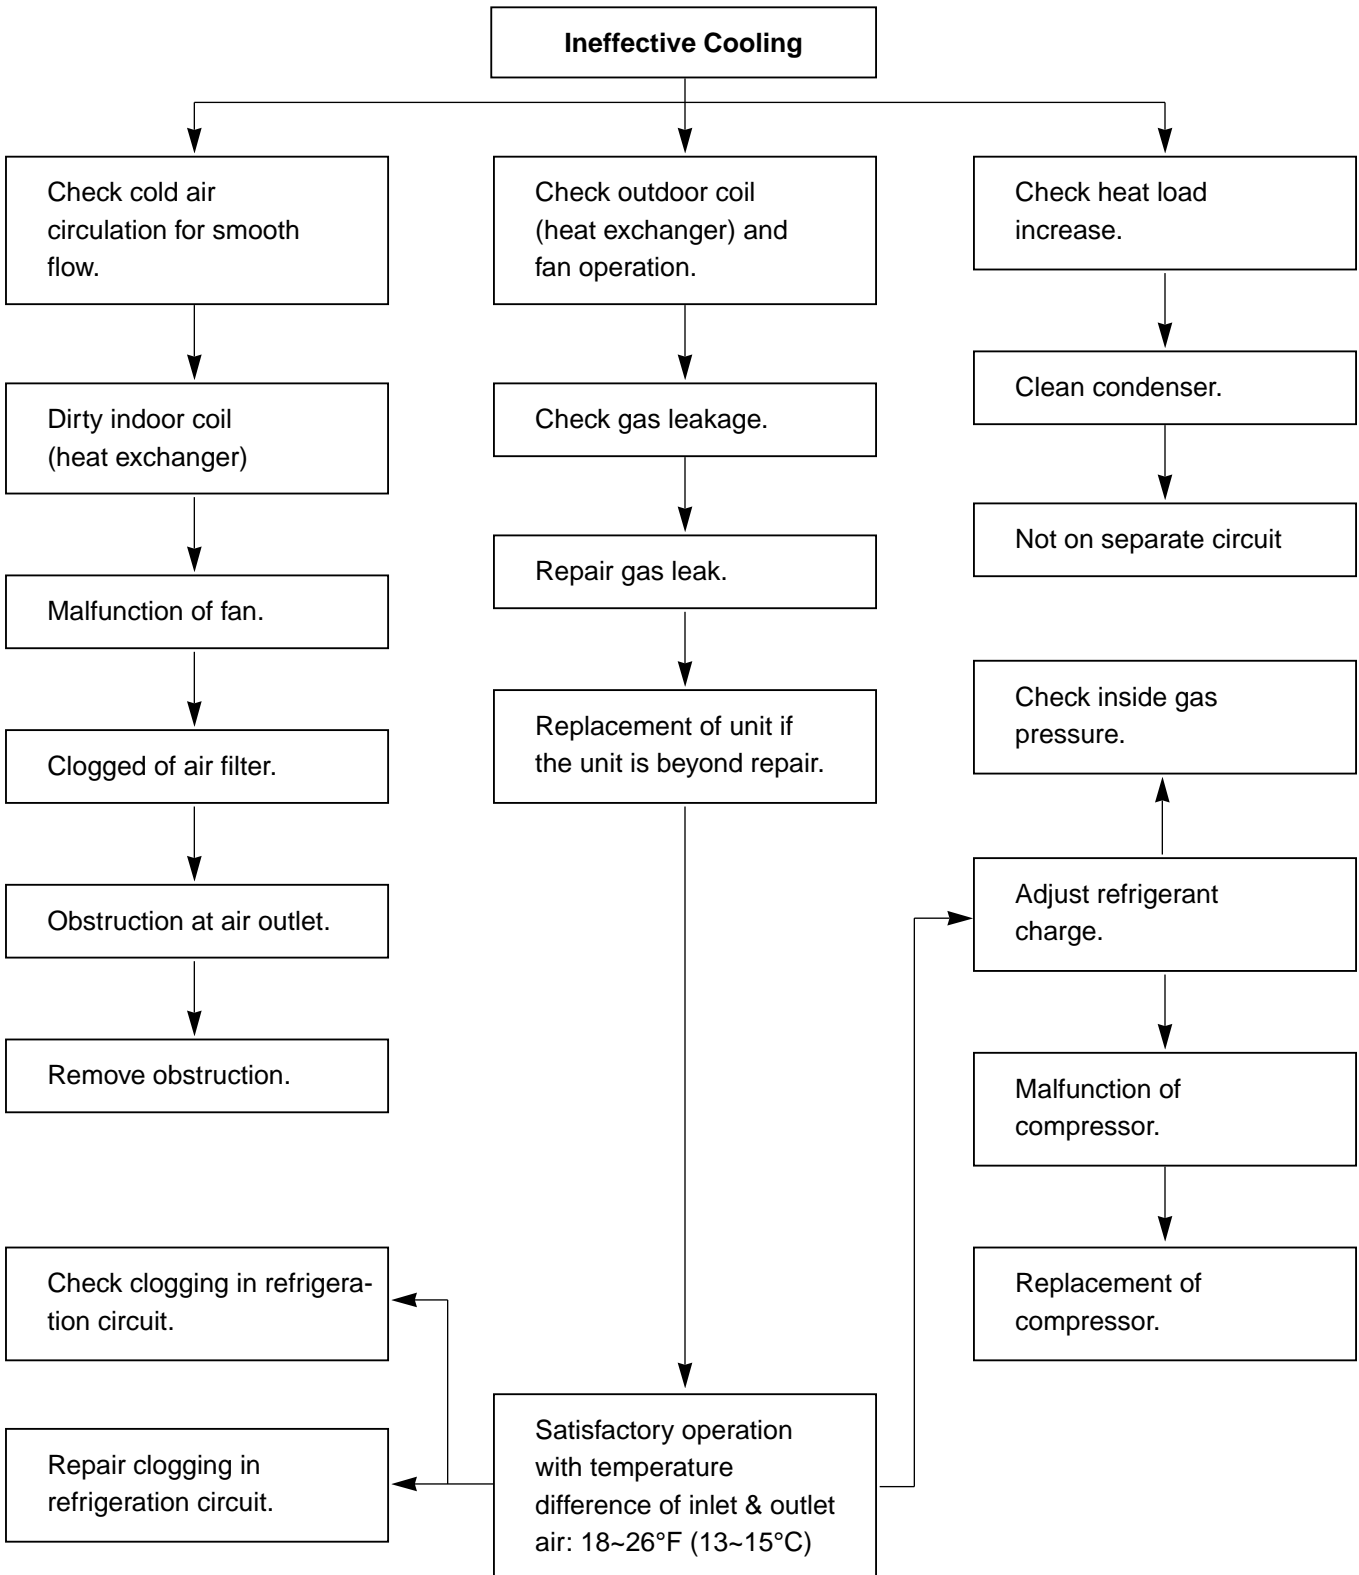 Ineffective Cooling
Check cold air
circulation for smooth
flow.
Dirty indoor coil
(heat exchanger)
Malfunction of fan.
Clogged of air filter.
Obstruction at air outlet.
Remove obstruction.
Check clogging in refrigera-
tion circuit.
Repair clogging in
refrigeration circuit.
Check outdoor coil
(heat exchanger) and
fan operation.
Check gas leakage.
Repair gas leak.
Replacement of unit if
the unit is beyond repair.
Satisfactory operation
with temperature
difference of inlet & outlet
air: 18~26°F (13~15°C)
Check heat load
increase.
Clean condenser.
Not on separate circuit
Check inside gas
pressure.
Adjust refrigerant
charge.
Malfunction of
compressor.
Replacement of
compressor.